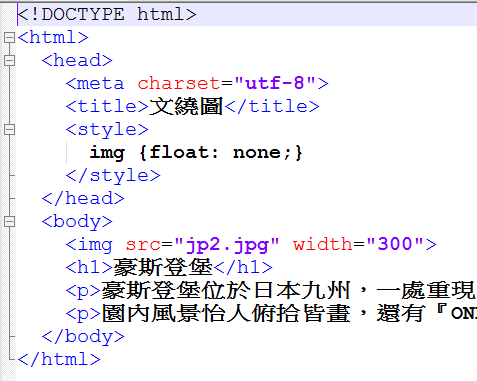 <!DOCTYPE html>
<html>
<head>
<meta charset="utf-8">
<title>文繞圖</title>
<style>
img {float: none;}
</style>
</head>
<body>
<img src="jp2.jpg" width="300">
<h1>豪斯登堡</h1>
<p>豪斯登堡位於日本九州，一處重現
<p>園內風景怡人俯拾皆畫，還有『ON
</body>
</html>